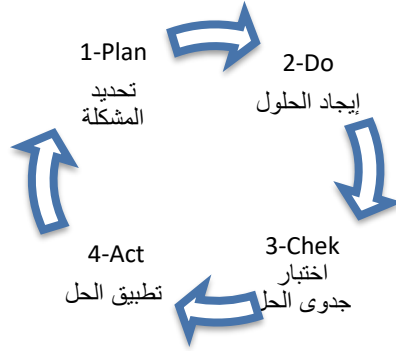 1-Plan
تحديد
المشكلة
2-Do
إيجاد الحلول
3-Chek
اختبار
جدوى الحل
4-Act
تطبيق الحل